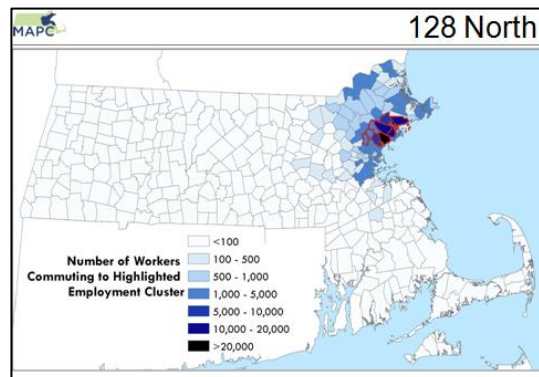 MAPC
128 North
Number of Workers
Commuting to Highlighted
Employment Cluster
<100
100 - 500
500 - 1,000
1,000 - 5,000
5,000 - 10,000
10,000 - 20,000
>20,000